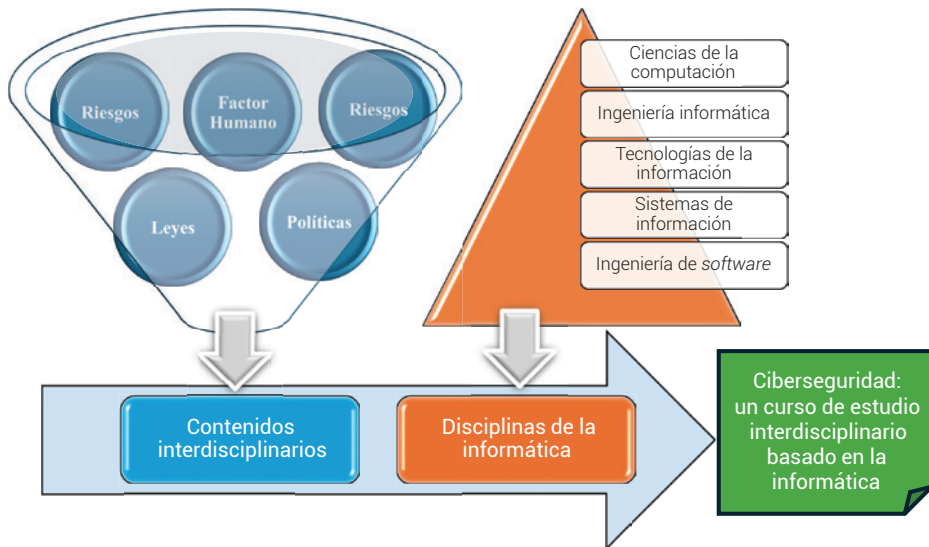 Riesgos
Factor
Humano
Riesgos
Leyes
Políticas
Ciencias de la
computación
Ingeniería informática
Tecnologías de la
información
Sistemas de
información
Ingeniería de software
Contenidos
interdisciplinarios
Disciplinas de la
informática
Ciberseguridad:
un curso de estudio
interdisciplinario
basado en la
informática